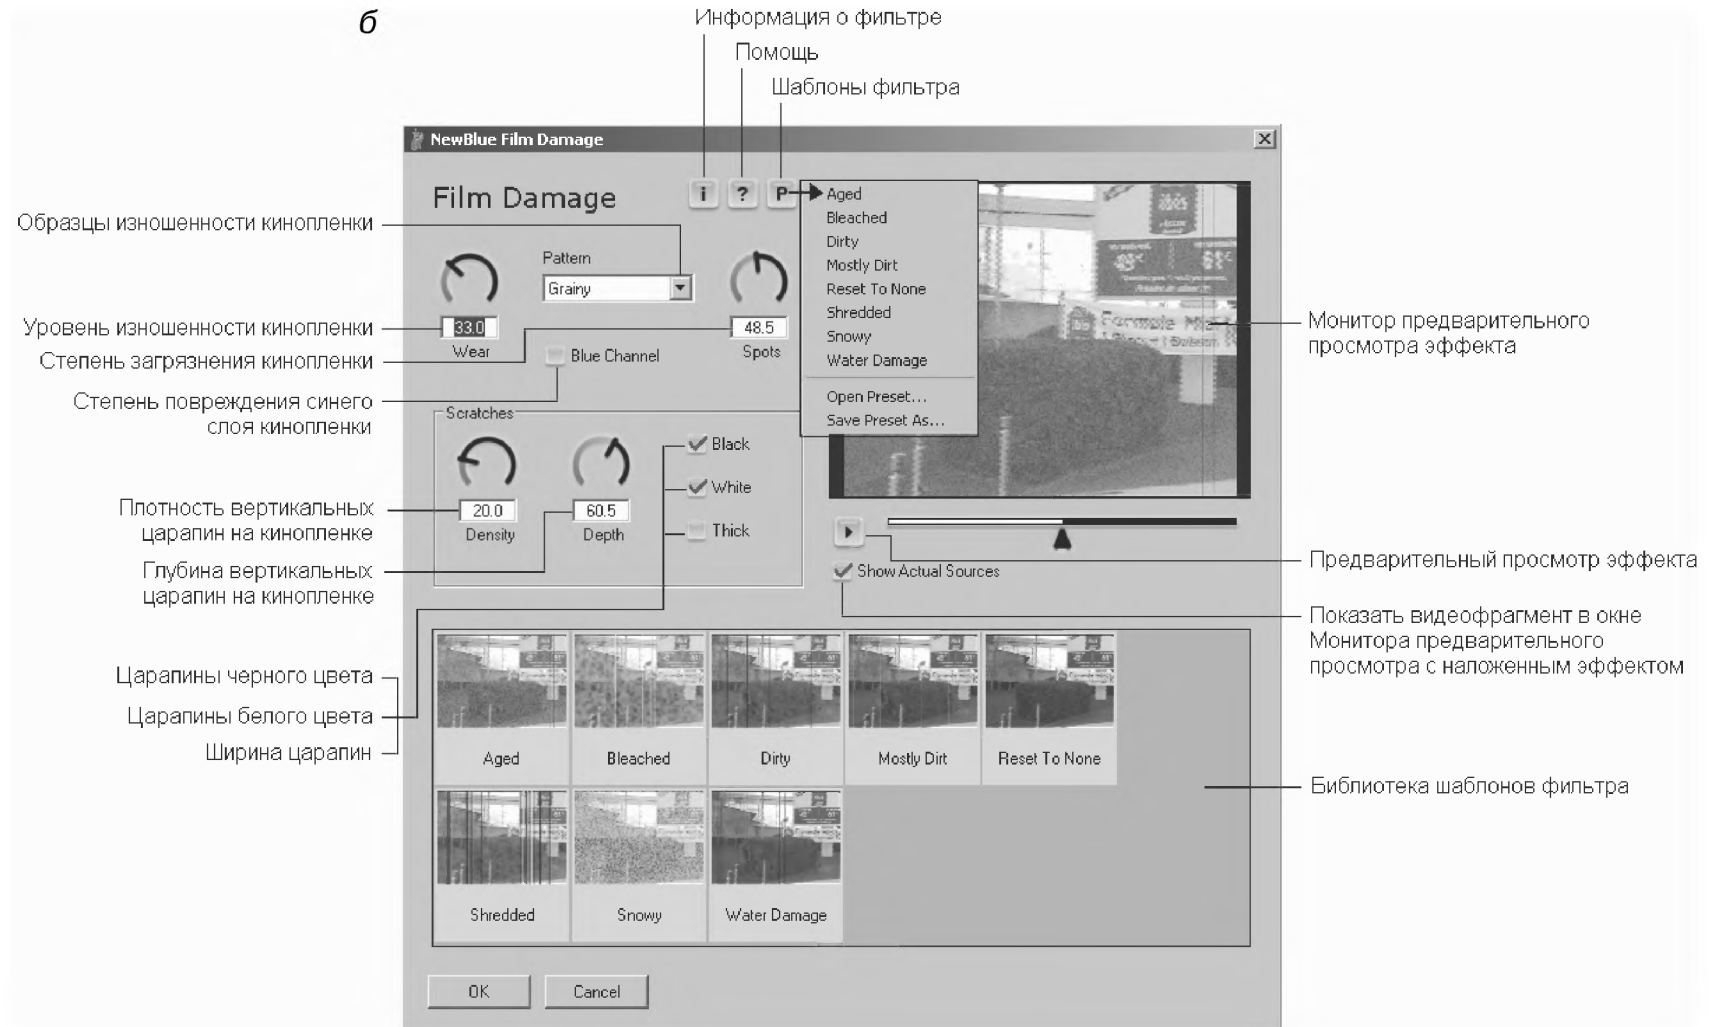 б
Информация о фильтре
Помощь
Шаблоны фильтра
NewBlue Film Damage
Film Damage
i
?
P
Aged
Bleached
Dirty
Mostly Dirt
Reset To None
Shredded
Snowy
Water Damage
Open Preset...
Save Preset As...
Образцы изношенности кинопленки
Pattern
Grainy
Уровень изношенности кинопленки
33.0
Wear
48.5
Spots
Степень загрязнения кинопленки
Blue Channel
Степень повреждения синего
слоя кинопленки
Scratches
Black
White
Thick
20.0
Density
60.5
Depth
Плотность вертикальных
царапин на кинопленке
Глубина вертикальных
царапин на кинопленке
Царапины черного цвета
Царапины белого цвета
Ширина царапин
Монитор предварительного
просмотра эффекта
Предварительный просмотр эффекта
Show Actual Sources
Показать видеофрагмент в окне
Монитора предварительного
просмотра с наложенным эффектом
Aged
Bleached
Dirty
Mostly Dirt
Reset To None
Shredded
Snowy
Water Damage
Библиотека шаблонов фильтра
OK
Cancel